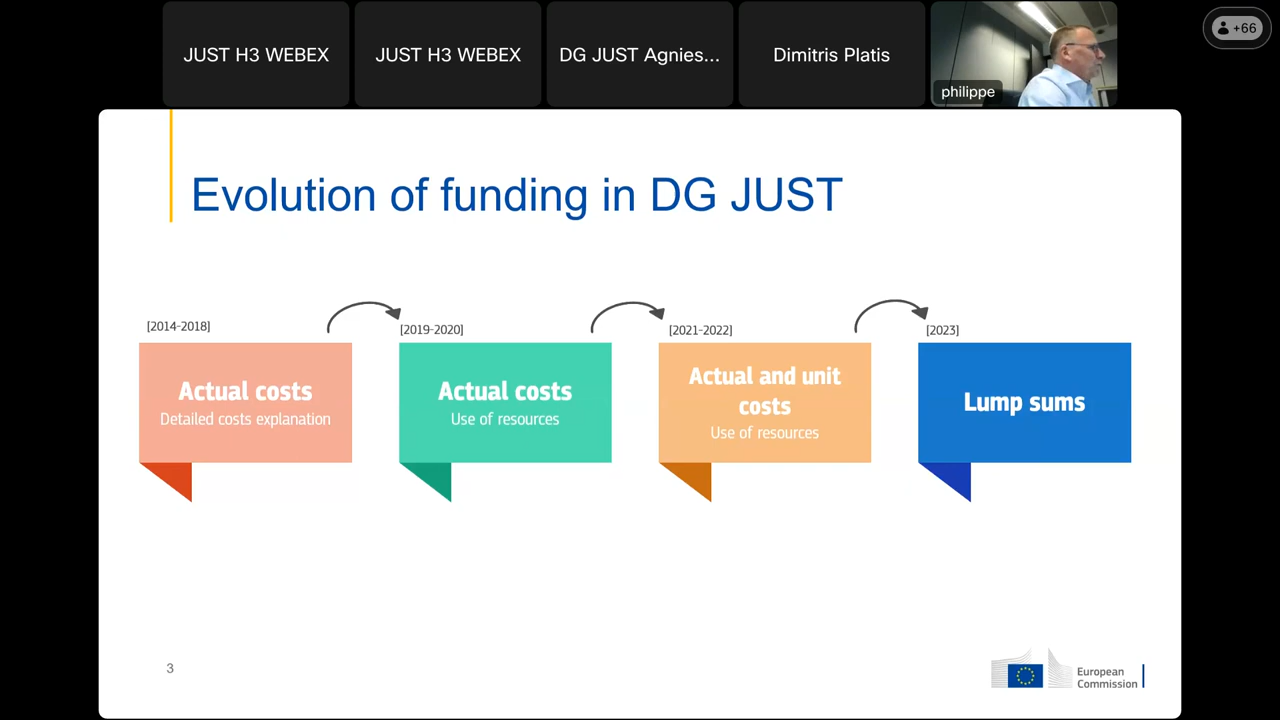 JUST H3 WEBEX
JUST H3 WEBEX
DG JUST Agnies...
Dimitris Platis
philippe
+66
Evolution of funding in DG JUST
[2014-2018]
[2019-2020]
[2021-2022]
[2023]
Actual costs
Detailed costs explanation
Actual costs
Use of resources
Actual and unit
costs
Use of resources
Lump sums
3
European
Commission